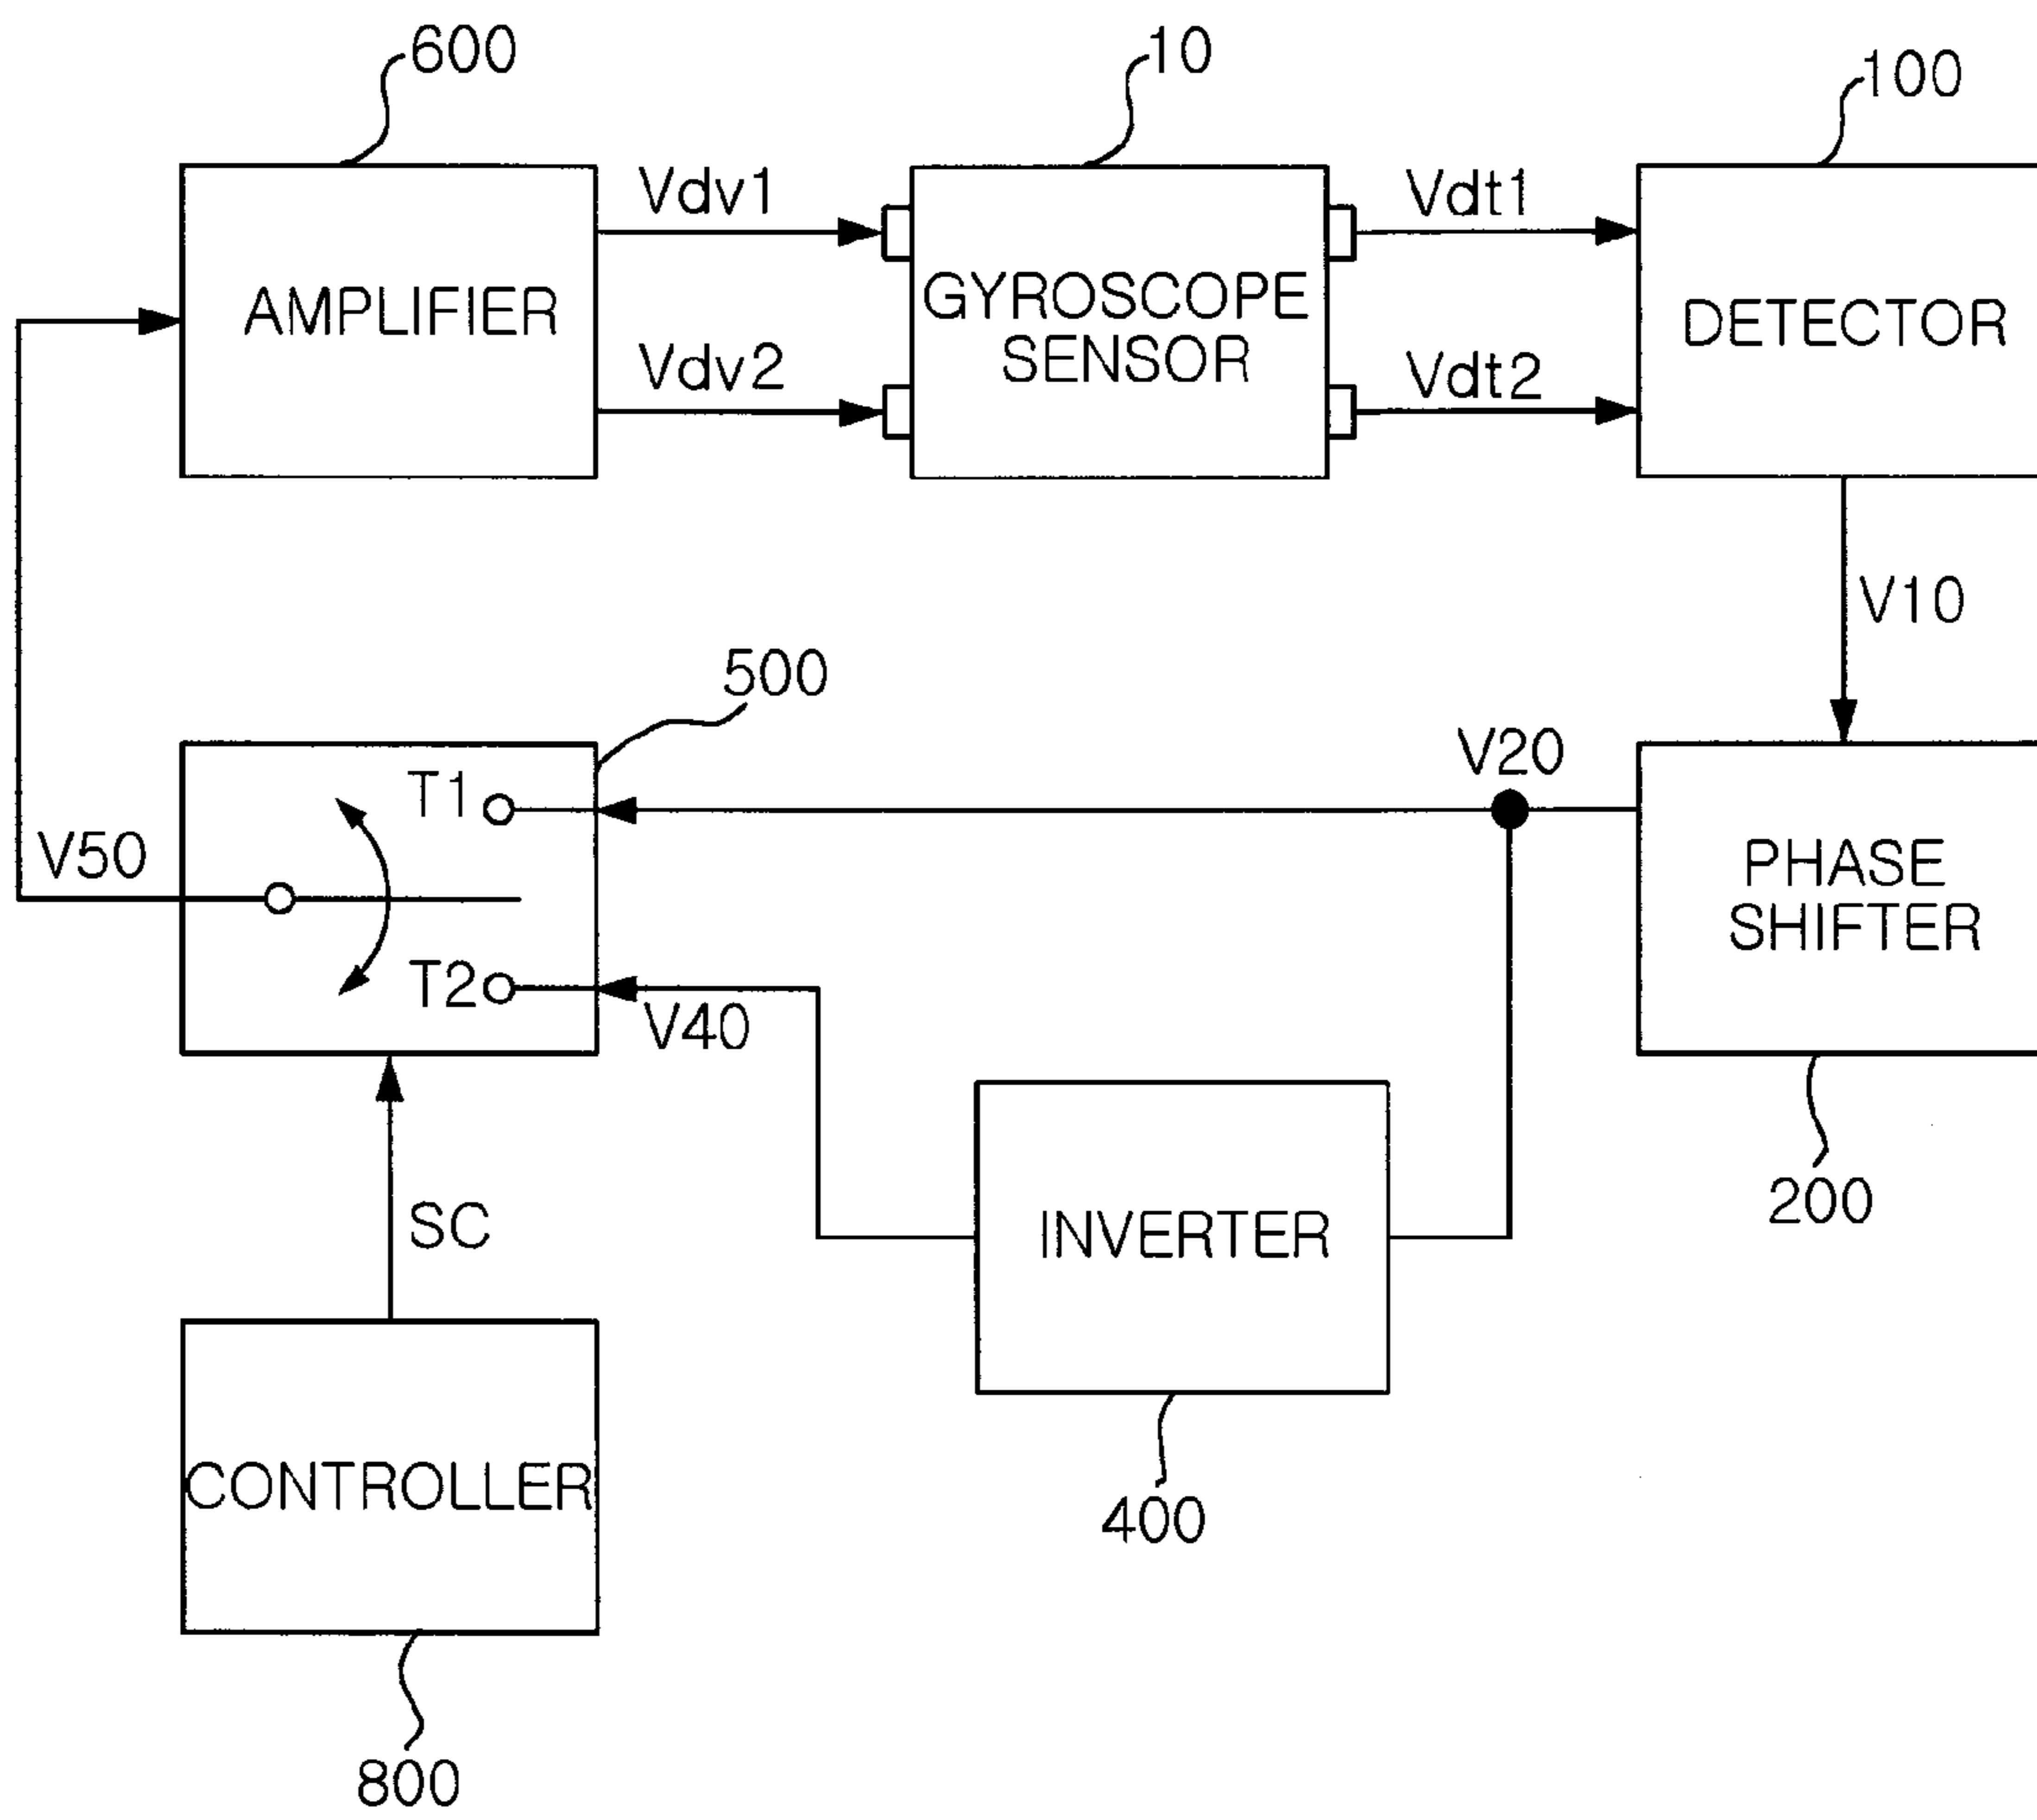 600
10
100
Vdv1
Vdt1
AMPLIFIER
GYROSCOPE
SENSOR
DETECTOR
Vdv2
Vdt2
V10
500
V20
T1
V50
PHASE
SHIFTER
T2
V40
200
SC
INVERTER
CONTROLLER
400
800